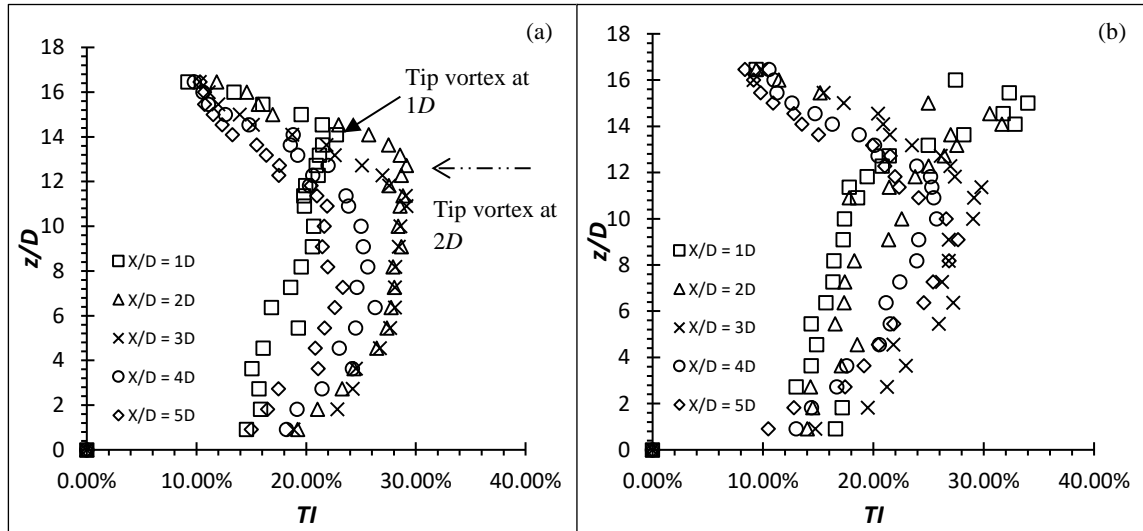 (a)
18
16
14
12
10
8
6
4
2
0
z/D
0.00% 10.00% 20.00% 30.00% 40.00%
TI
X/D = 1D
X/D = 2D
X/D = 3D
X/D = 4D
X/D = 5D
Tip vortex at
1D
Tip vortex at
2D
(b)
18
16
14
12
10
8
6
4
2
0
z/D
0.00% 10.00% 20.00% 30.00% 40.00%
TI
X/D = 1D
X/D = 2D
X/D = 3D
X/D = 4D
X/D = 5D